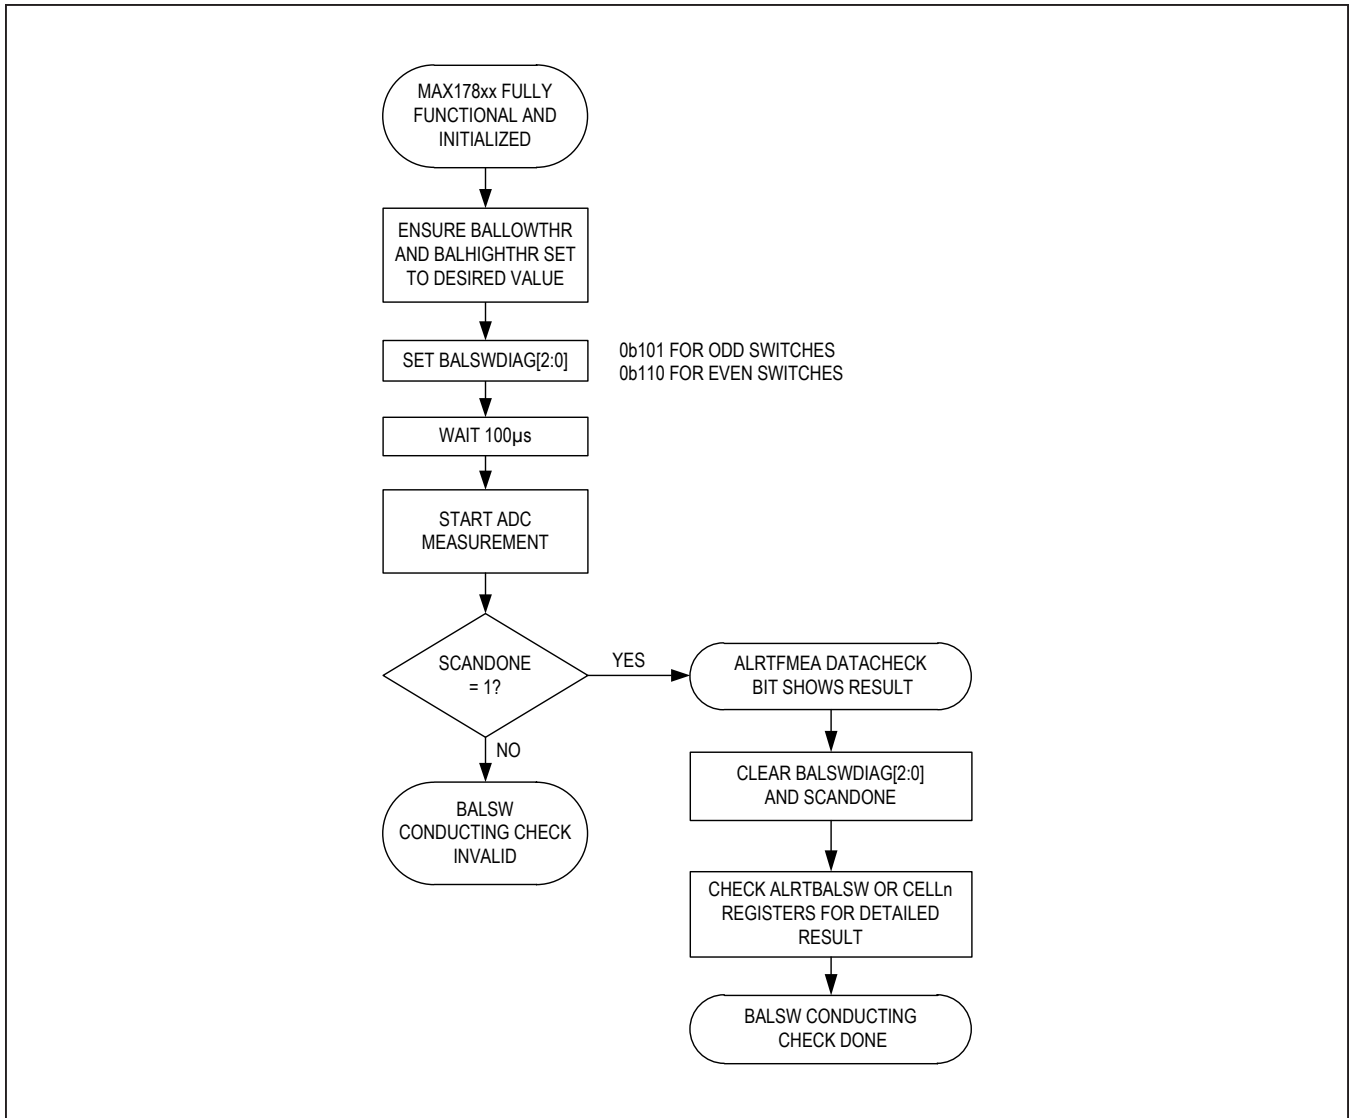 MAX178xx FULLY
FUNCTIONAL AND
INITIALIZED
ENSURE BALLOWTHR
AND BALHIGHTHR SET
TO DESIRED VALUE
SET BALSWDIAG[2:0]
0b101 FOR ODD SWITCHES
0b110 FOR EVEN SWITCHES
WAIT 100µs
START ADC
MEASUREMENT
SCANDONE
= 1?
YES
NO
ALRTFMEA DATACHECK
BIT SHOWS RESULT
BALSW
CONDUCTING CHECK
INVALID
CLEAR BALSWDIAG[2:0]
AND SCANDONE
CHECK ALRTBALSW OR CELLn
REGISTERS FOR DETAILED
RESULT
BALSW CONDUCTING
CHECK DONE